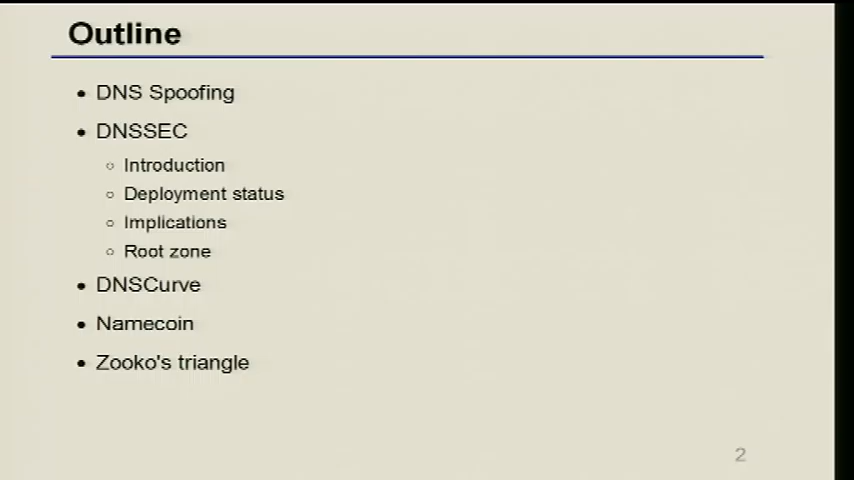 Outline
• DNS Spoofing
• DNSSEC
○ Introduction
○ Deployment status
○ Implications
○ Root zone
• DNSCurve
• Namecoin
• Zooko's triangle
2